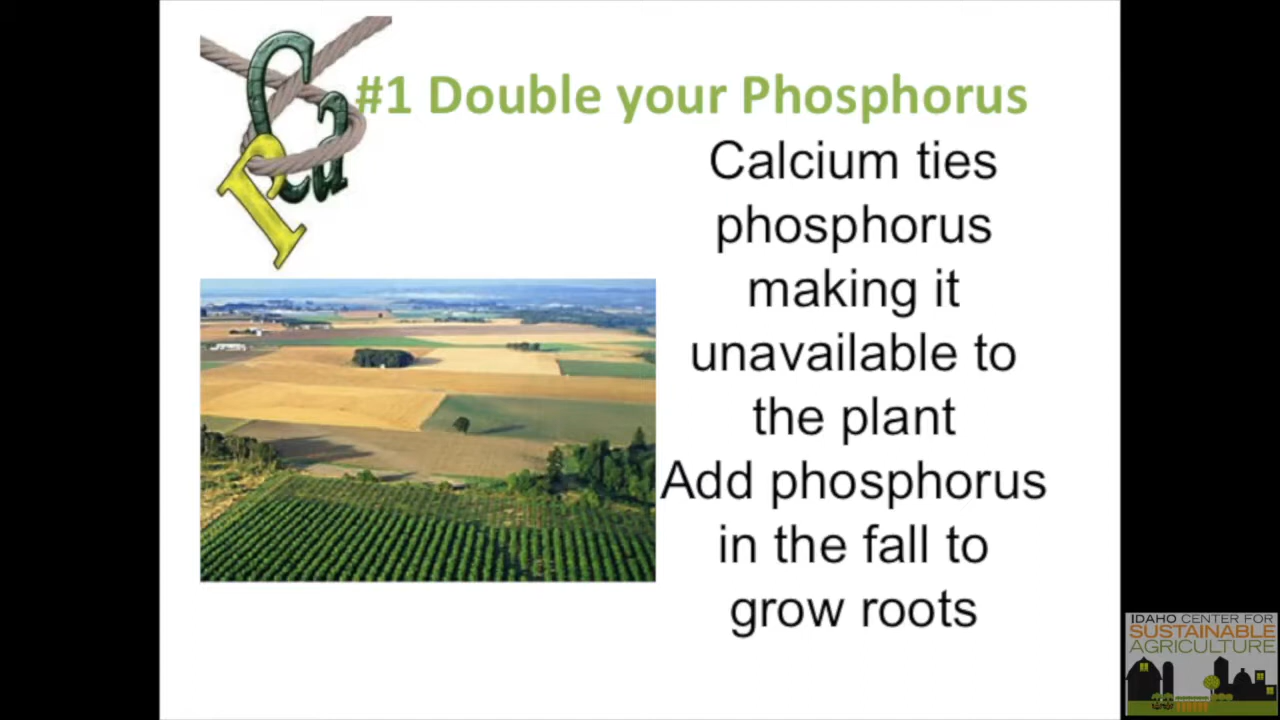 Ca
P
#1 Double your Phosphorus
Calcium ties
phosphorus
making it
unavailable to
the plant
Add phosphorus
in the fall to
grow roots
IDAHO CENTER FOR
SUSTAINABLE
AGRICULTURE